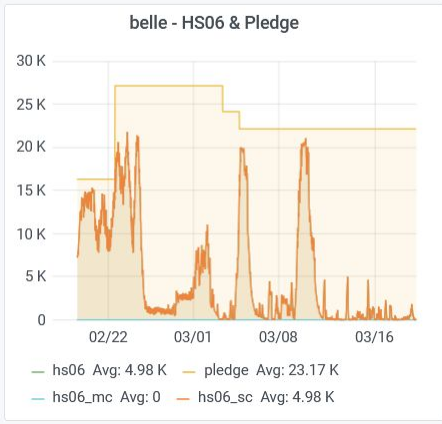 belle - HS06 & Pledge
30 K
25 K
20 K
15 K
10 K
5 K
0
02/22 03/01 03/08 03/16
hs06 Avg: 4.98 K pledge Avg: 23.17 K
hs06_mc Avg: 0 hs06_sc Avg: 4.98 K